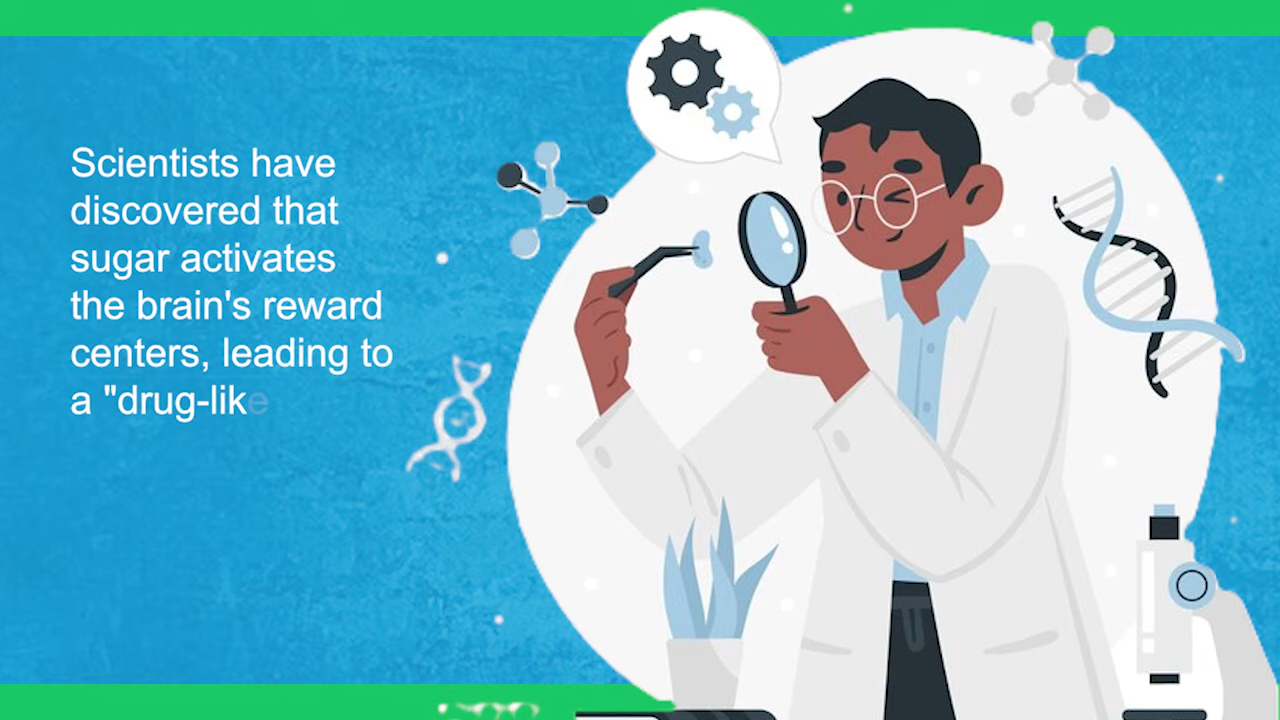 Scientists have
discovered that
sugar activates
the brain's reward
centers, leading to
a "drug-like